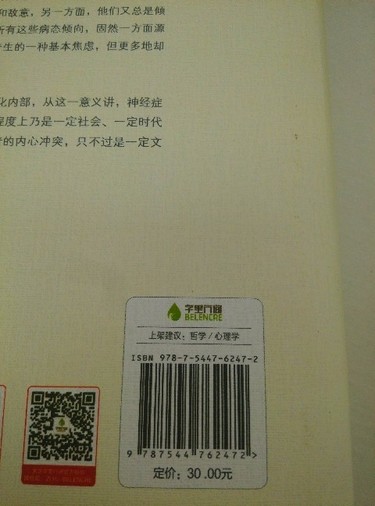 和敌意，另一方面，他们又总是倾
所有这些病态倾向，固然一方面源
产生的一种基本焦虑，但更多地却
化内部，从这一意义讲，神经症
程度上乃是一定社会、一定时代
的内心冲突，只不过是一定文
字里行间
BELENCRE
上架建议：哲学/心理学
ISBN 978-7-5447-6247-2
9 787544 762472 >
定价：30.00元